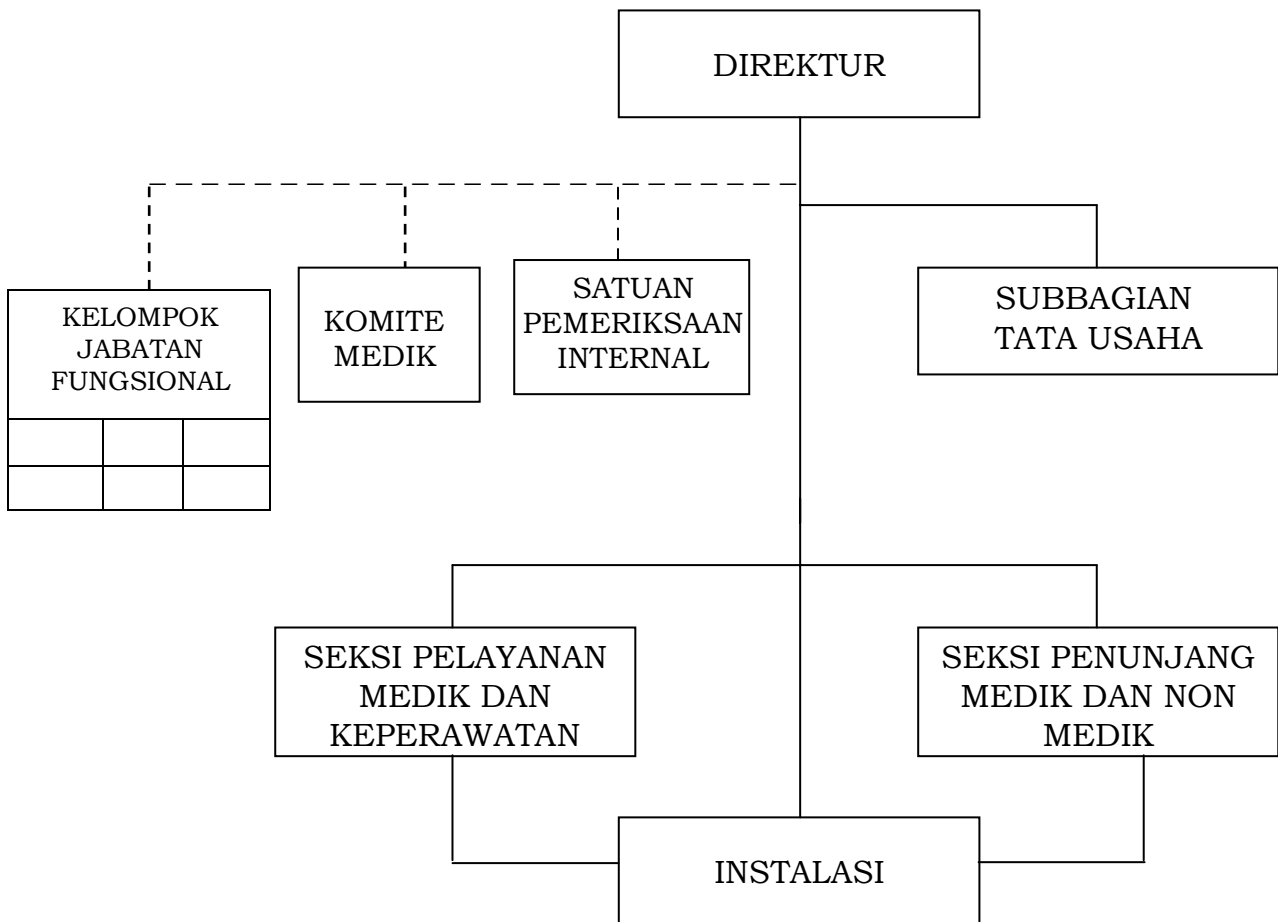 DIREKTUR
KELOMPOK
JABATAN
FUNGSIONAL
KOMITE
MEDIK
SATUAN
PEMERIKSAAN
INTERNAL
SUBBAGIAN
TATA USAHA
SEKSI PELAYANAN
MEDIK DAN
KEPERAWATAN
SEKSI PENUNJANG
MEDIK DAN NON
MEDIK
INSTALASI